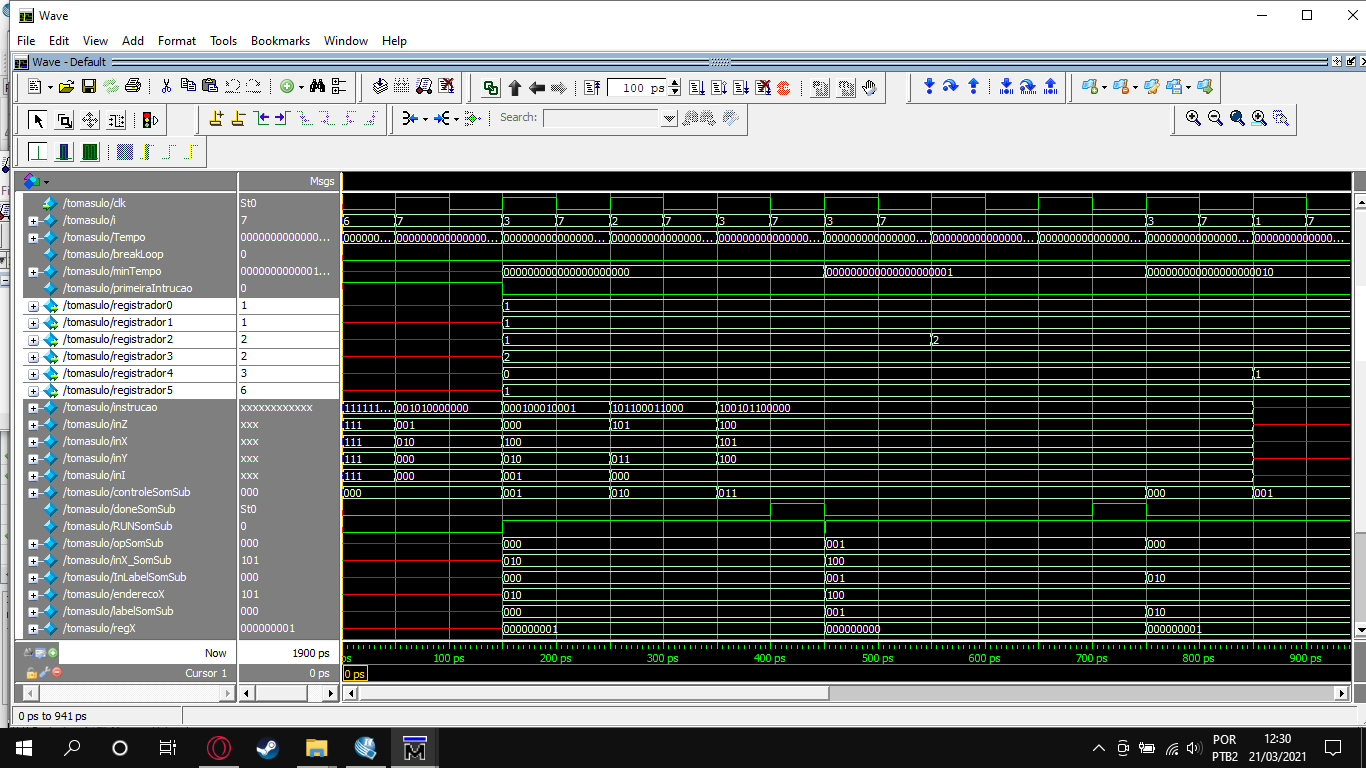 Wave
File Edit View Add Format Tools Bookmarks Window Help
Wave - Default
100 ps
Search:
Msgs
/tomasulo/clk St0
/tomasulo/i 7 6 7 3 7 2 7 3 7 3 7 3 7 1 7
/tomasulo/Tempo 0000000000000... 000000... 0000000000000000... 0000000000000000... 0000000000000000... 0000000000000000... 0000000000000000... 0000000000000000... 0000000000000000... 0000000000000000... 0000000000000...
/tomasulo/breakLoop 0
/tomasulo/minTempo 0000000000001... 00000000000000000000 00000000000000000001 00000000000000000010
/tomasulo/primeiraIntrucao 0
/tomasulo/registrador0 1 1
/tomasulo/registrador1 1 1
/tomasulo/registrador2 2 1 2
/tomasulo/registrador3 2 2
/tomasulo/registrador4 3 0 1
/tomasulo/registrador5 6 1
/tomasulo/instrucao xxxxxxxxxxxx 111111... 001010000000 000100010001 101100011000 100101100000
/tomasulo/inZ xxx 111 001 000 101 100
/tomasulo/inX xxx 111 010 100 101
/tomasulo/inY xxx 111 000 010 011 100
/tomasulo/inI xxx 111 000 001 000
/tomasulo/controleSomSub 000 000 001 010 011 000 001
/tomasulo/doneSomSub St0
/tomasulo/RUNSomSub 0
/tomasulo/opSomSub 000 000 001 000
/tomasulo/inX_SomSub 101 010 100
/tomasulo/InLabelSomSub 000 000 001 010
/tomasulo/enderecoX 101 010 100
/tomasulo/labelSomSub 000 000 001 010
/tomasulo/regX 000000001 000000001 000000000 000000001
Now 1900 ps ps 100 ps 200 ps 300 ps 400 ps 500 ps 600 ps 700 ps 800 ps 900 ps
Cursor 1 0 ps 0 ps
0 ps to 941 ps
POR
PTB2
12:30
21/03/2021